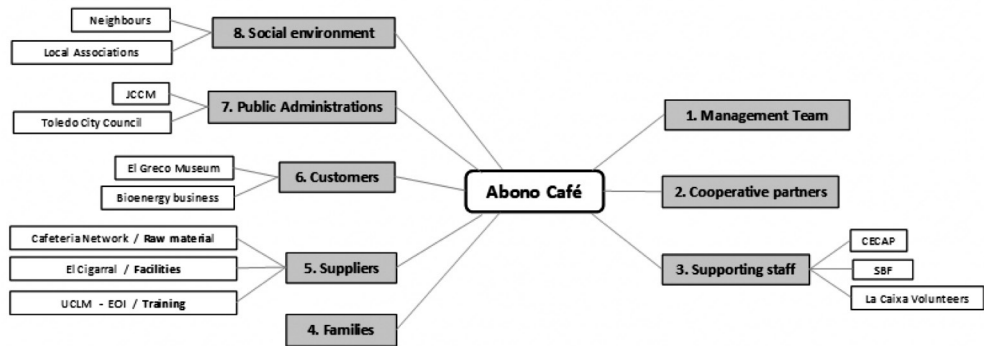 Neighbours
8. Social environment
Local Associations
JCCM
7. Public Administrations
Toledo City Council
1. Management Team
El Greco Museum
6. Customers
Bioenergy business
Abono Café
2. Cooperative partners
Cafeteria Network / Raw material
El Cigarral / Facilities
5. Suppliers
UCLM - EOI / Training
CECAP
3. Supporting staff
SBF
La Caixa Volunteers
4. Families